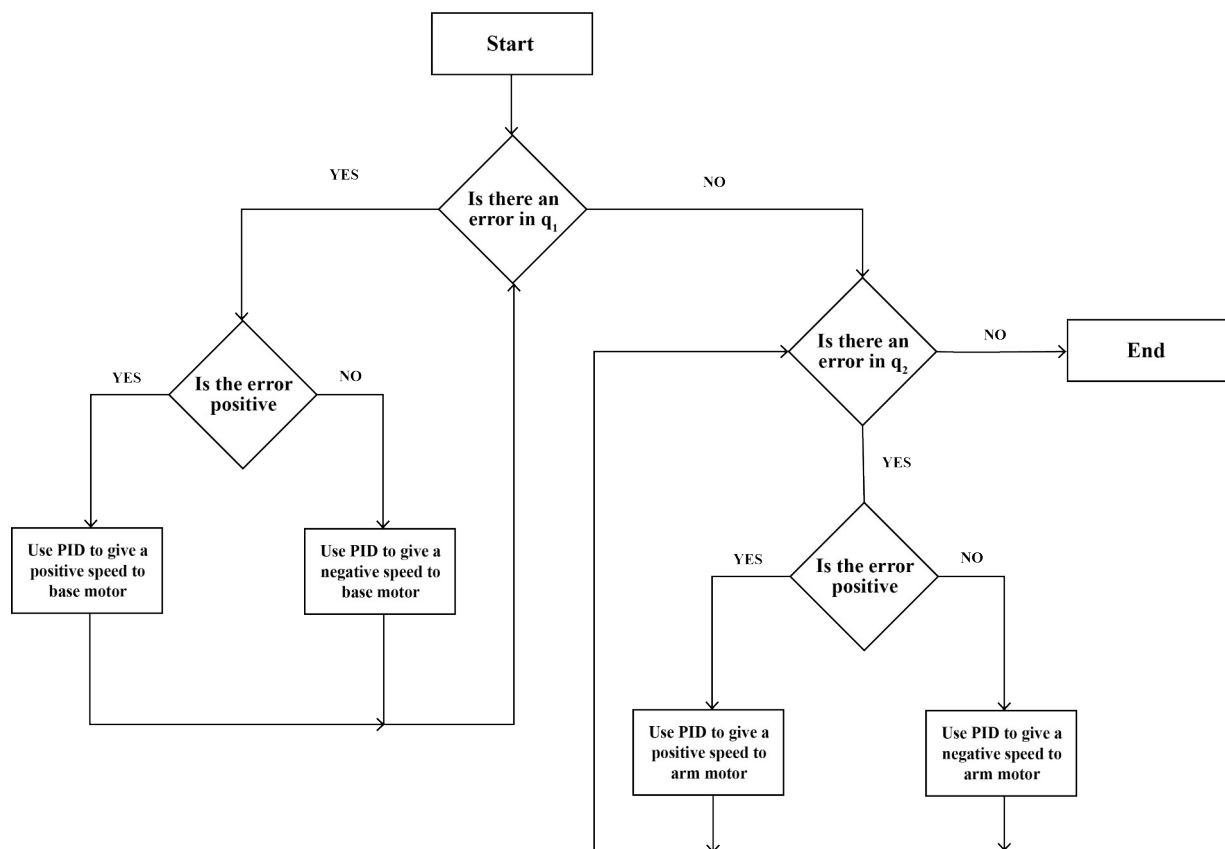 Start
YES
NO
Is there an
error in q₁
Is there an
error in q₂
NO
End
YES
Is the error
positive
NO
YES
Use PID to give a
positive speed to
base motor
Use PID to give a
negative speed to
base motor
YES
Is the error
positive
NO
Use PID to give a
positive speed to
arm motor
Use PID to give a
negative speed to
arm motor